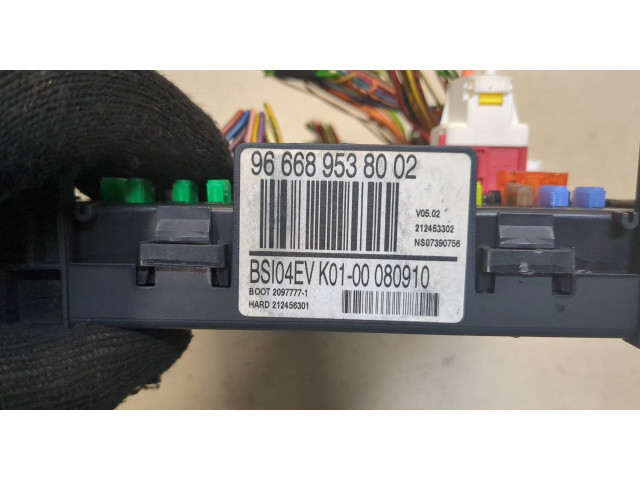 96 668 953 80 02
V05.02
212453302
NS07390756
BSI04EV K01-00 080910
BOOT 2097777-1
HARD 212456301